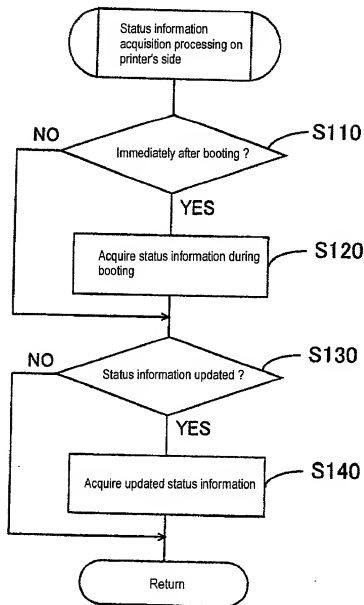 Status information
acquisition processing on
printer's side
NO
Immediately after booting ?
S110
YES
Acquire status information during
booting
S120
NO
Status information updated ?
S130
YES
Acquire updated status information
S140
Return